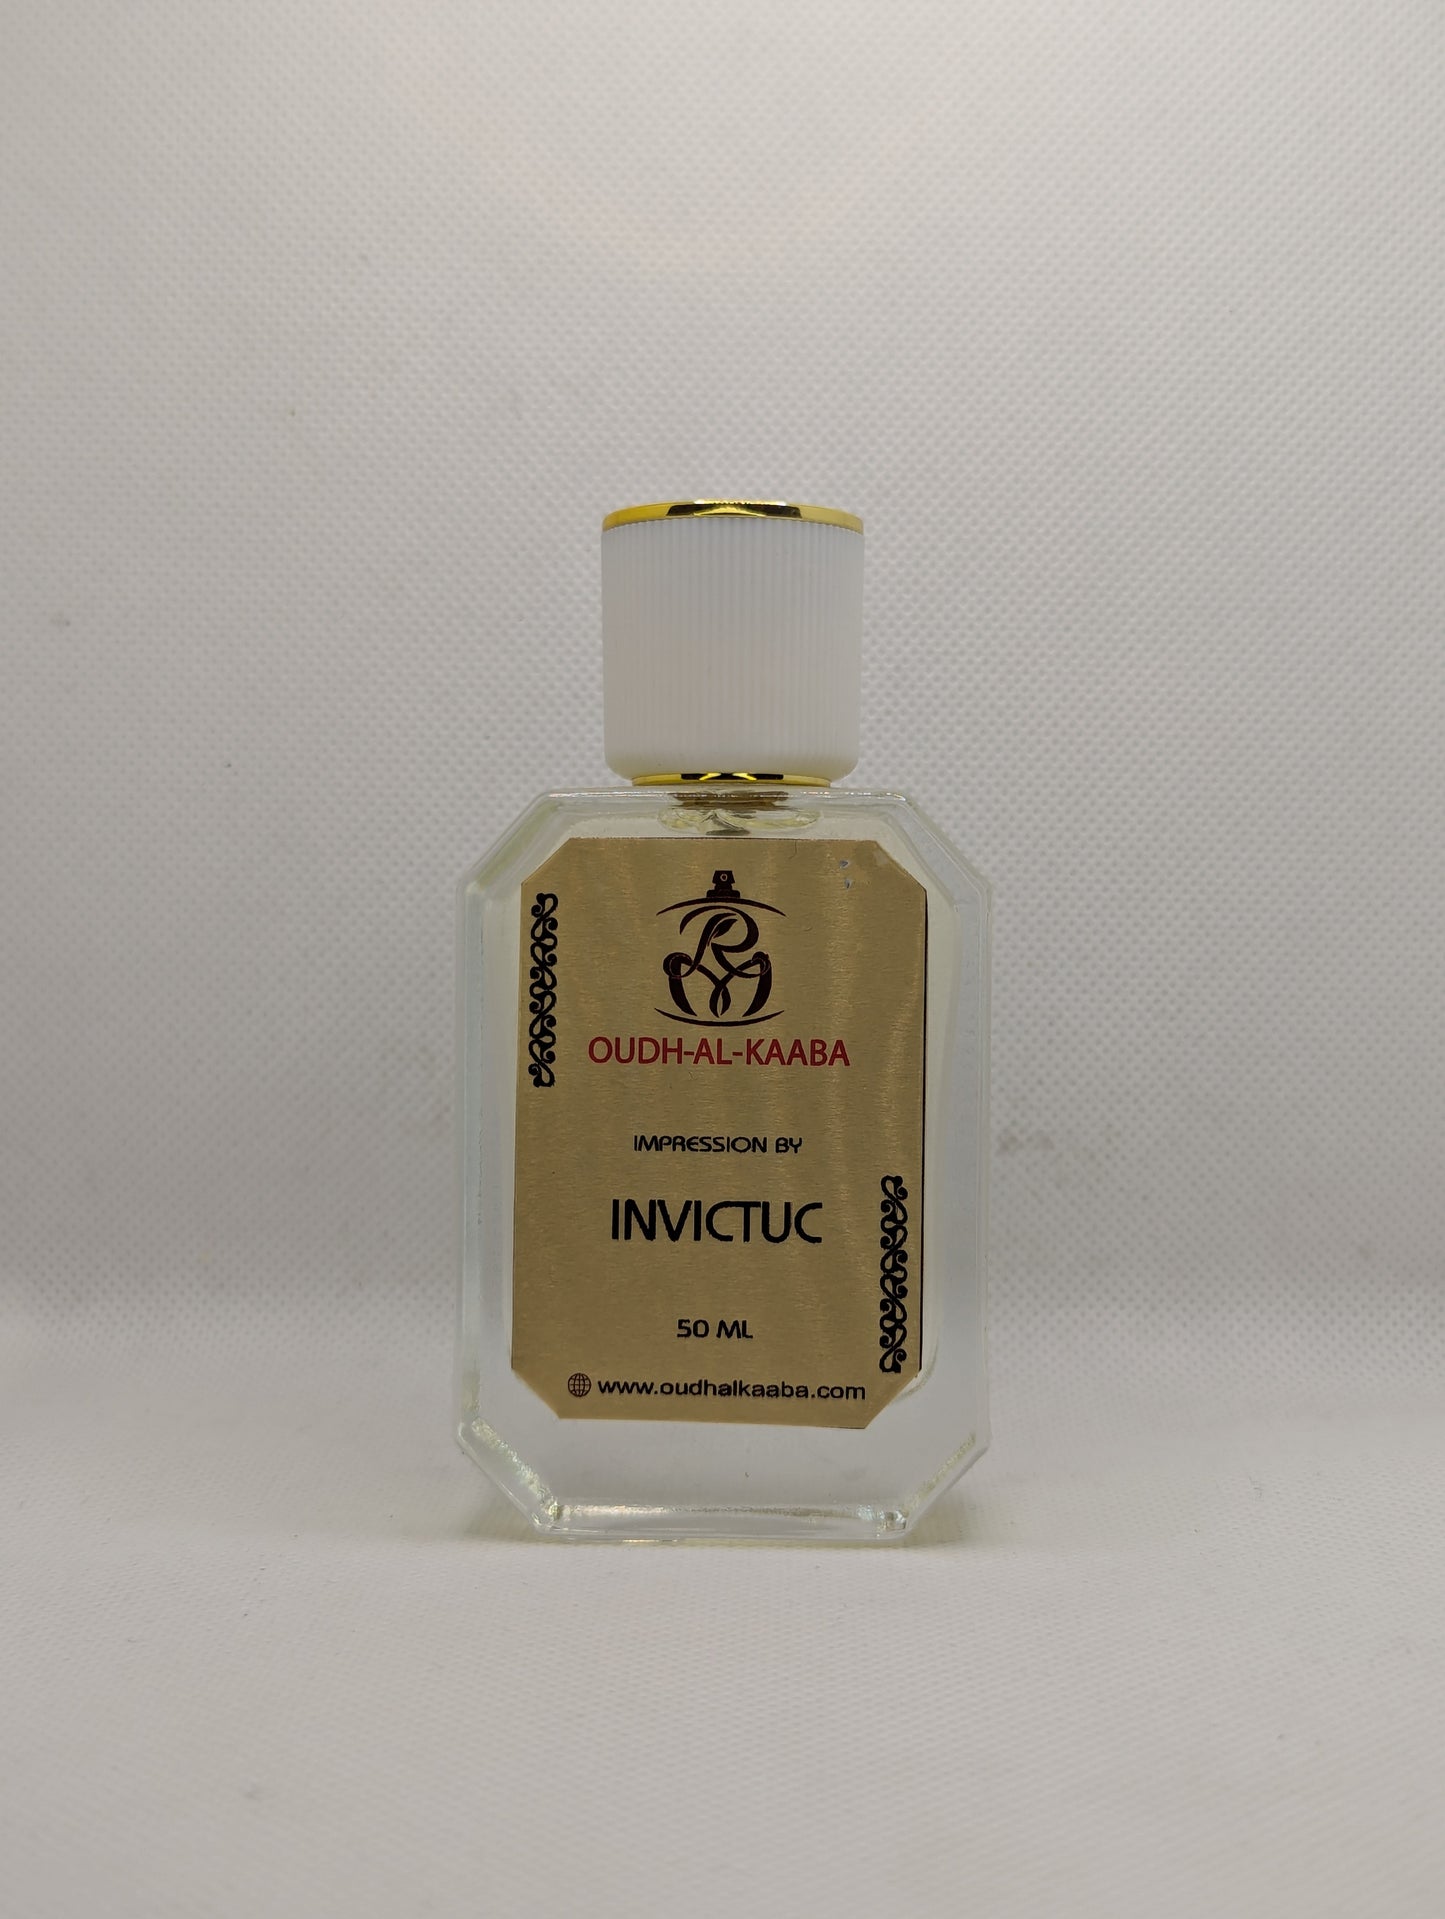 OUDH-AL-KAABA
IMPRESSION BY
INVICTUC
50 ML
www.oudhalkaaba.com